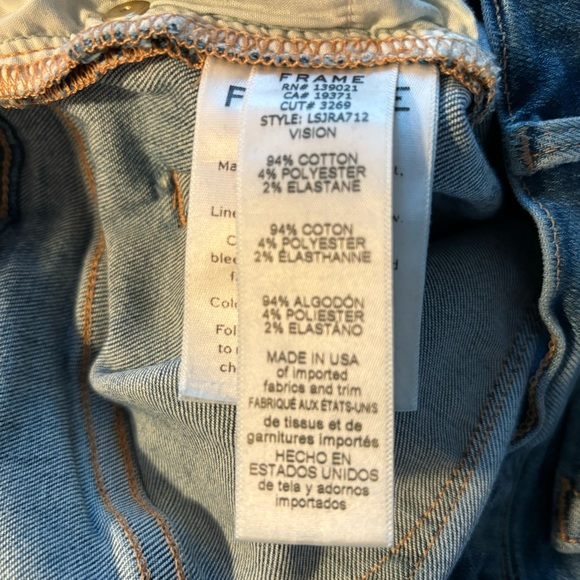 FRAME
RN# 139021
CA# 19371
CUT# 3269
STYLE: LSJRA712
VISION
94% COTTON
4% POLYESTER
2% ELASTANE
94% COTON
4% POLYESTER
2% ÉLASTHANNE
94% ALGODÓN
4% POLIESTER
2% ELASTANO
MADE IN USA
of imported
fabrics and trim
FABRIQUÉ AUX ÉTATS-UNIS
de tissus et de
garnitures importés
HECHO EN
ESTADOS UNIDOS
de tela y adornos
importados